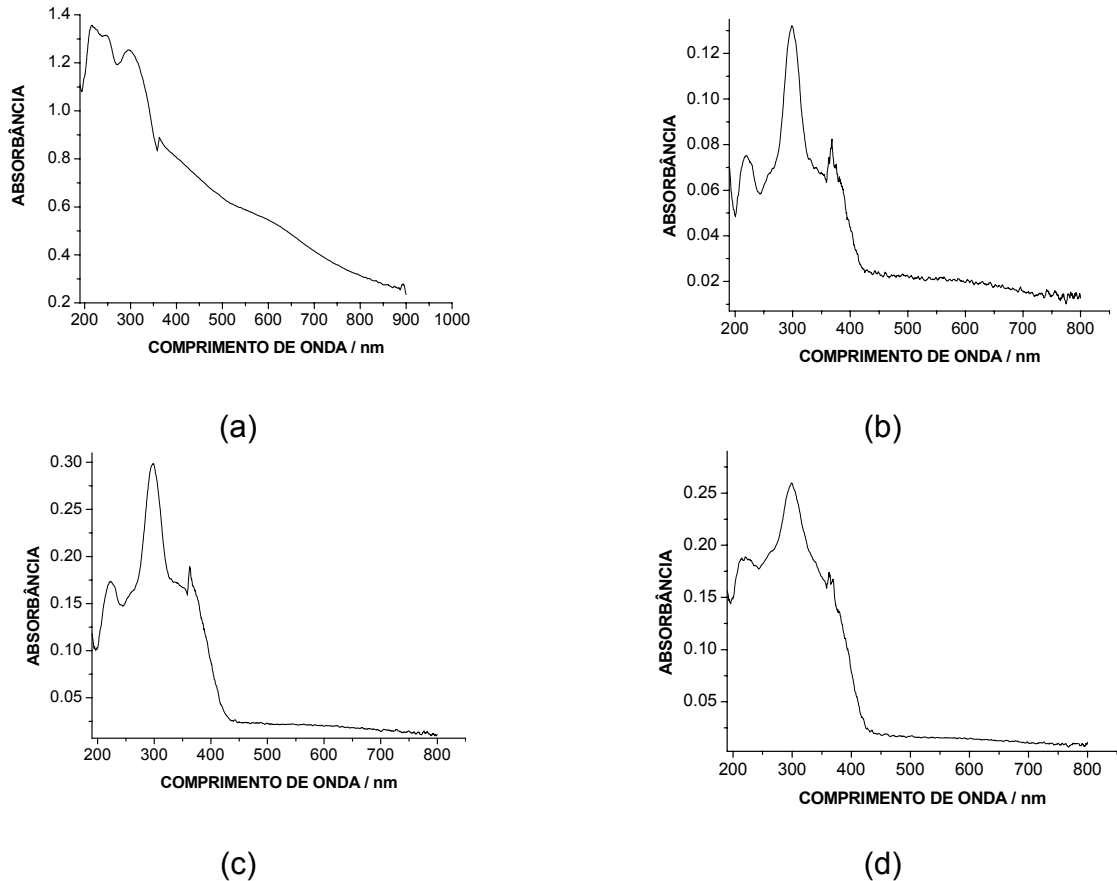 1.4
1.2
1.0
0.8
0.6
0.4
0.2
ABSORBÂNCIA
200 300 400 500 600 700 800 900 1000
COMPRIMENTO DE ONDA / nm
(a)
0.12
0.10
0.08
0.06
0.04
0.02
ABSORBÂNCIA
200 300 400 500 600 700 800
COMPRIMENTO DE ONDA / nm
(b)
0.30
0.25
0.20
0.15
0.10
0.05
ABSORBÂNCIA
200 300 400 500 600 700 800
COMPRIMENTO DE ONDA / nm
(c)
0.25
0.20
0.15
0.10
0.05
ABSORBÂNCIA
200 300 400 500 600 700 800
COMPRIMENTO DE ONDA / nm
(d)